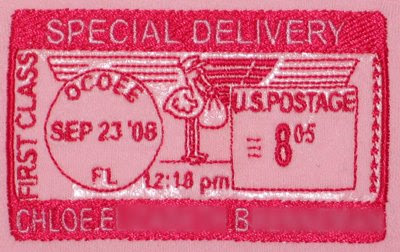 SPECIAL DELIVERY
FIRST CLASS
OCOEE
SEP 23 '08
FL
12:18 pm
U.S.POSTAGE
8 05
CHLOE E B